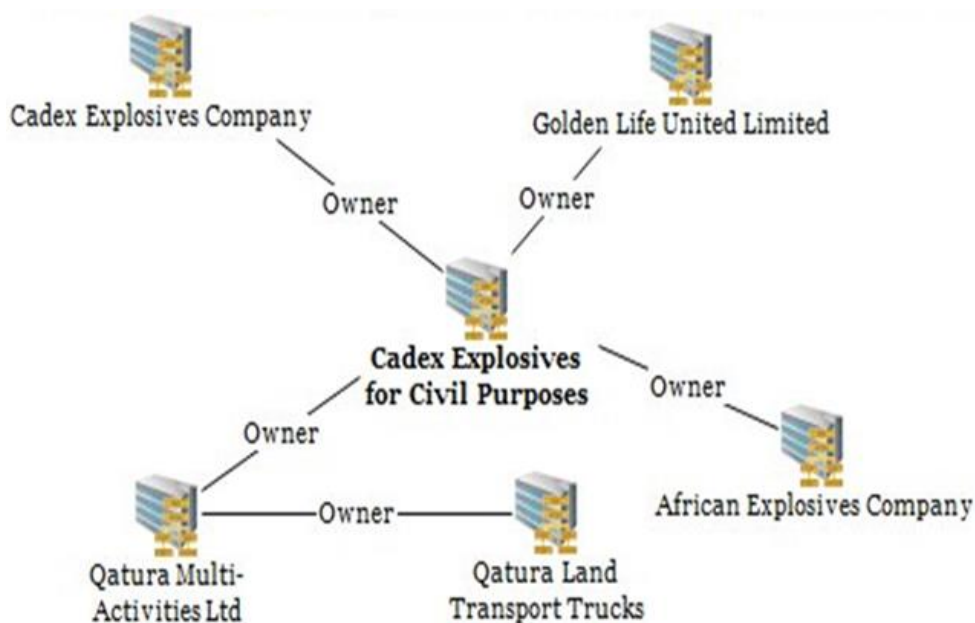 Cadex Explosives Company
Golden Life United Limited
Owner
Owner
Cadex Explosives
for Civil Purposes
Owner
Owner
African Explosives Company
Owner
Qatura Multi-
Activities Ltd
Qatura Land
Transport Trucks